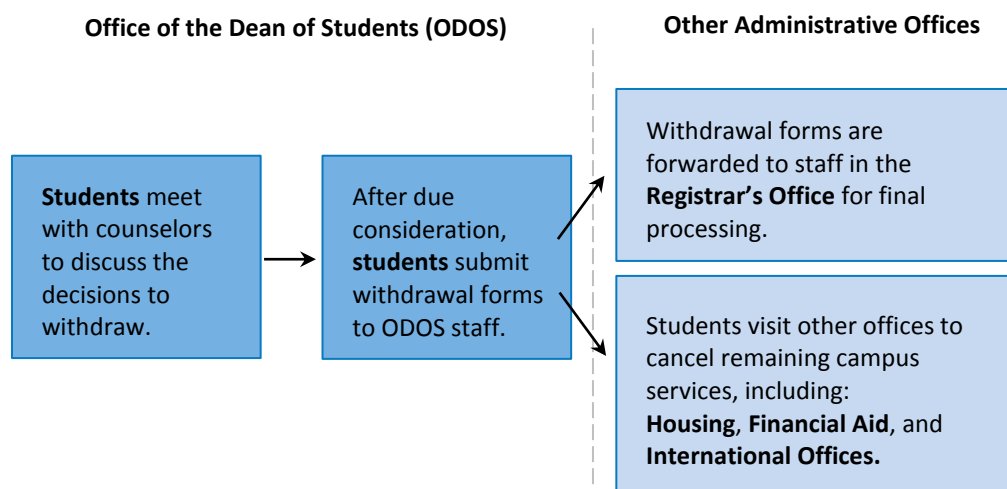 Office of the Dean of Students (ODOS)
Other Administrative Offices
Students meet
with counselors
to discuss the
decisions to
withdraw.
After due
consideration,
students submit
withdrawal forms
to ODOS staff.
Withdrawal forms are
forwarded to staff in the
Registrar’s Office for final
processing.
Students visit other offices to
cancel remaining campus
services, including:
Housing, Financial Aid, and
International Offices.